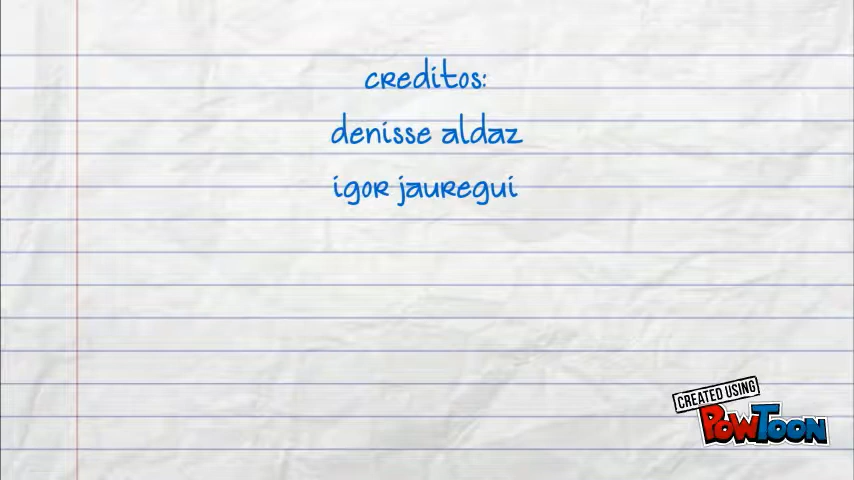 creditos:
denisse aldaz
igor jauregui
CREATED USING
POWTOON